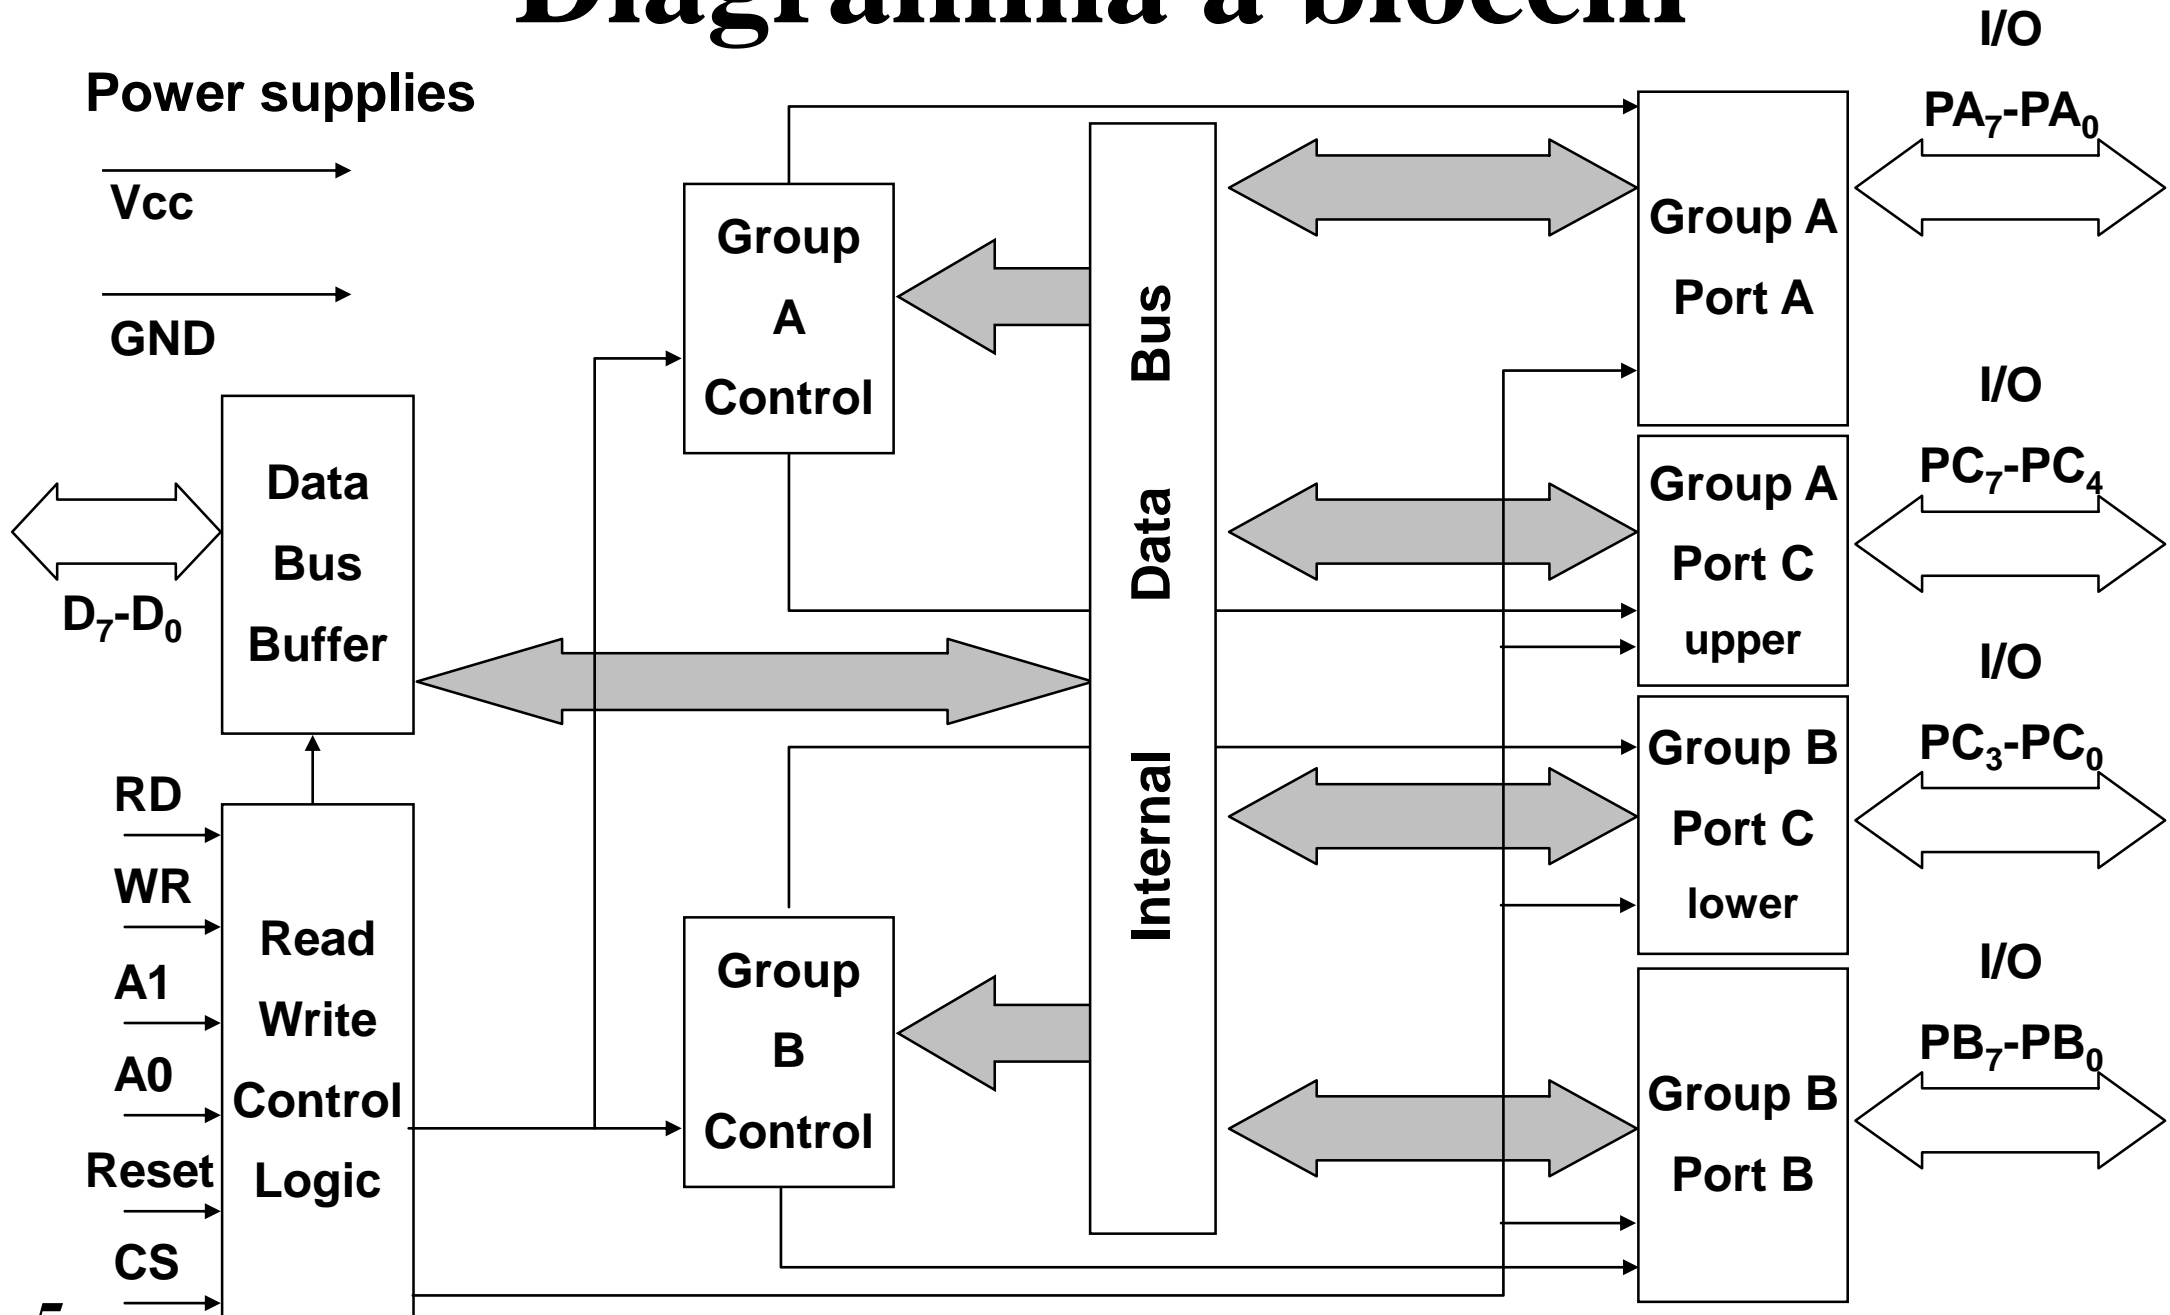 Diagramma a blocchi
Power supplies
Vcc
GND
Data
Bus
Buffer
D7-D0
RD
WR
A1
A0
Reset
CS
Read
Write
Control
Logic
Group
A
Control
Group
B
Control
Internal Data Bus
Group A
Port A
Group A
Port C
upper
Group B
Port C
lower
Group B
Port B
I/O
PA7-PA0
I/O
PC7-PC4
I/O
PC3-PC0
I/O
PB7-PB0